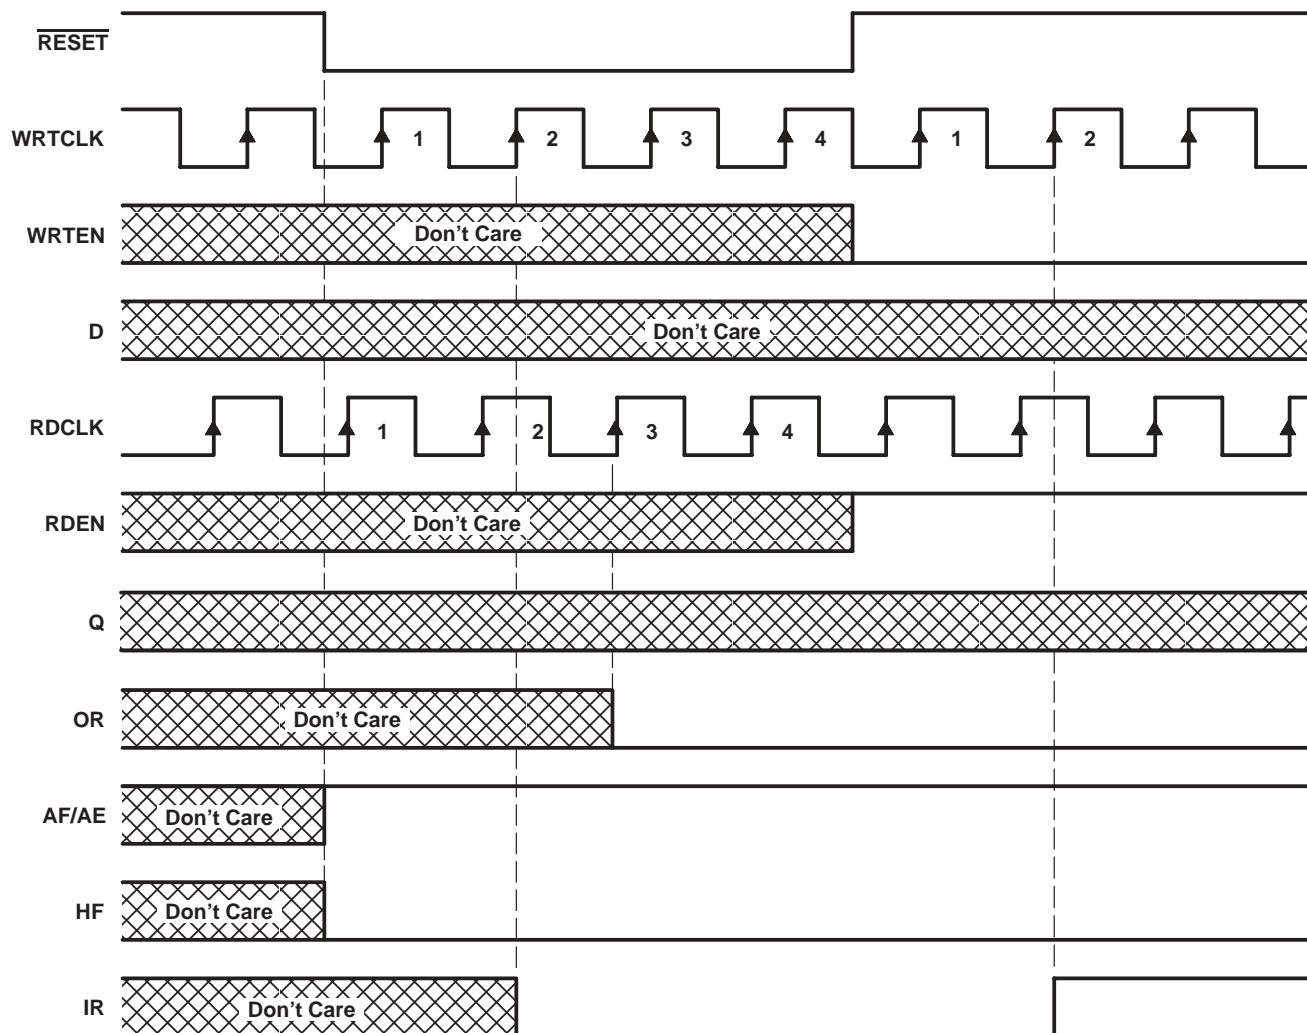 RESET
WRTCLK 1 2 3 4 1 2
WRTEN Don't Care
D Don't Care
RDCLK 1 2 3 4
RDEN Don't Care
Q
OR Don't Care
AF/AE Don't Care
HF Don't Care
IR Don't Care